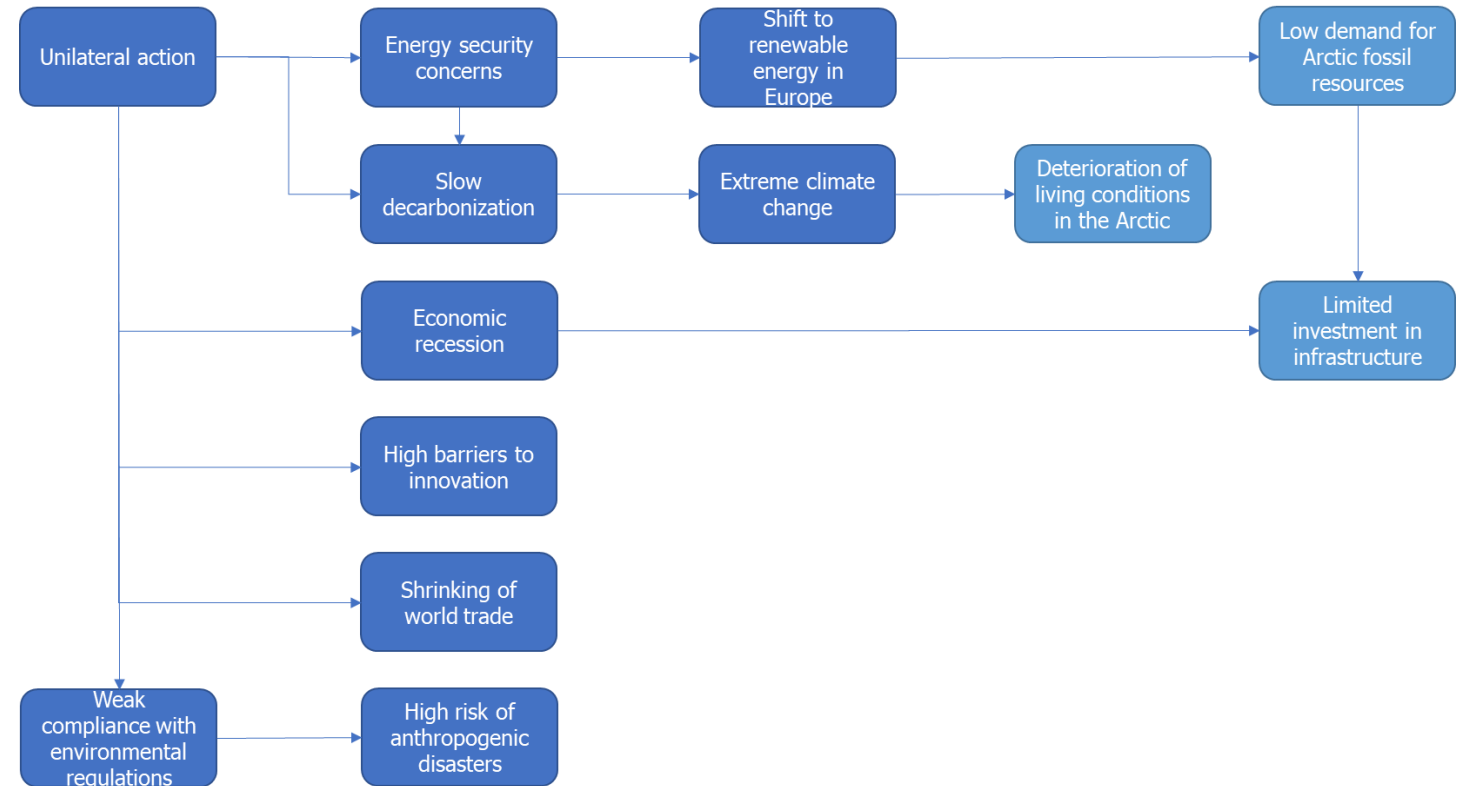 Unilateral action
Energy security
concerns
Shift to
renewable
energy in
Europe
Low demand for
Arctic fossil
resources
Slow
decarbonization
Extreme climate
change
Deterioration of
living conditions
in the Arctic
Economic
recession
Limited
investment in
infrastructure
High barriers to
innovation
Shrinking of
world trade
Weak
compliance with
environmental
regulations
High risk of
anthropogenic
disasters